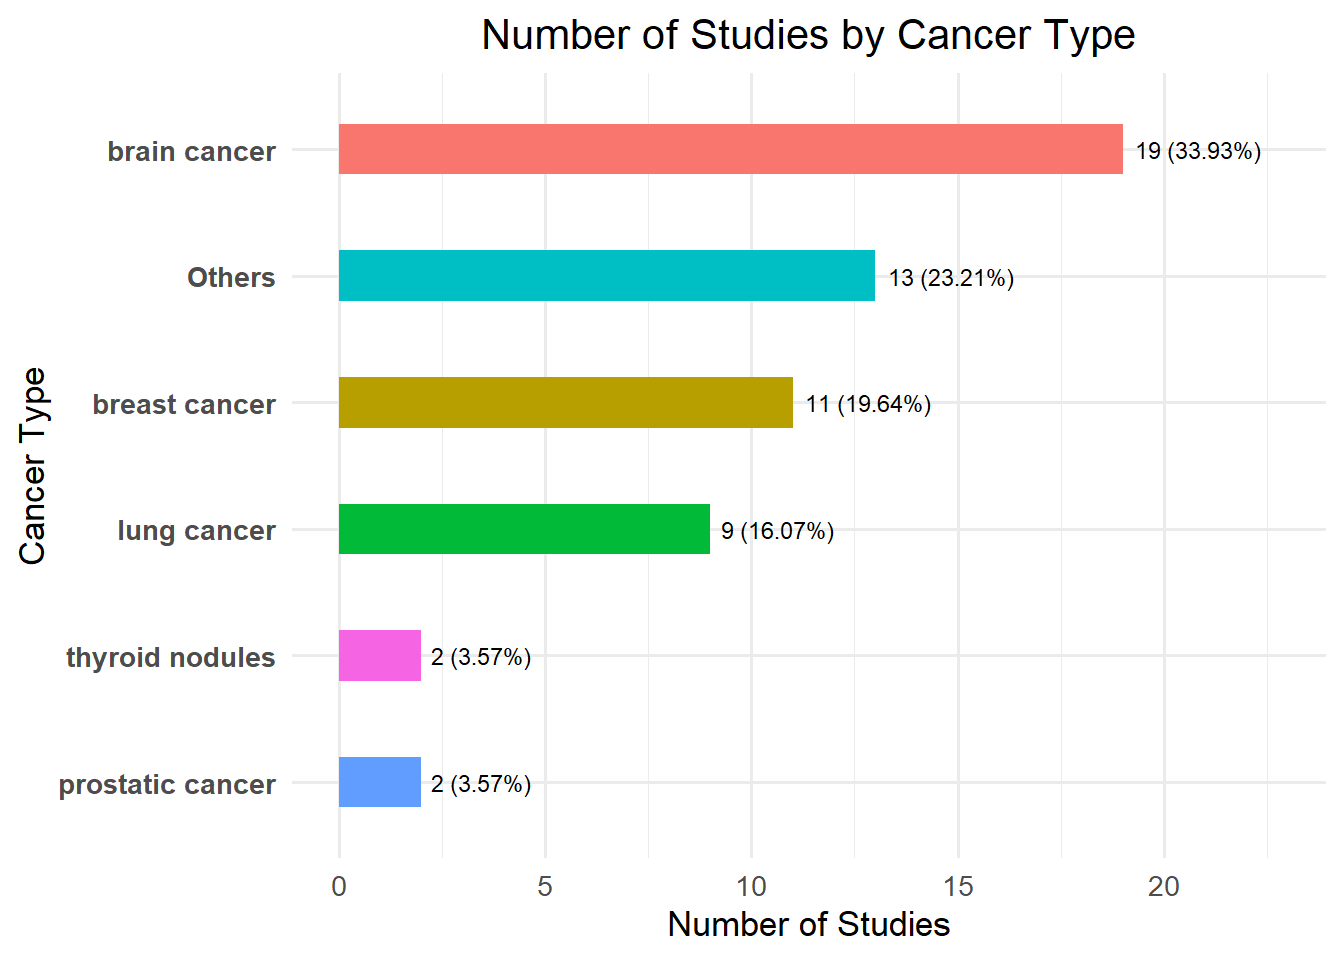 Number of Studies by Cancer Type
brain cancer
19 (33.93%)
Others
13 (23.21%)
breast cancer
11 (19.64%)
lung cancer
9 (16.07%)
thyroid nodules
2 (3.57%)
prostatic cancer
2 (3.57%)
Cancer Type
0 5 10 15 20
Number of Studies